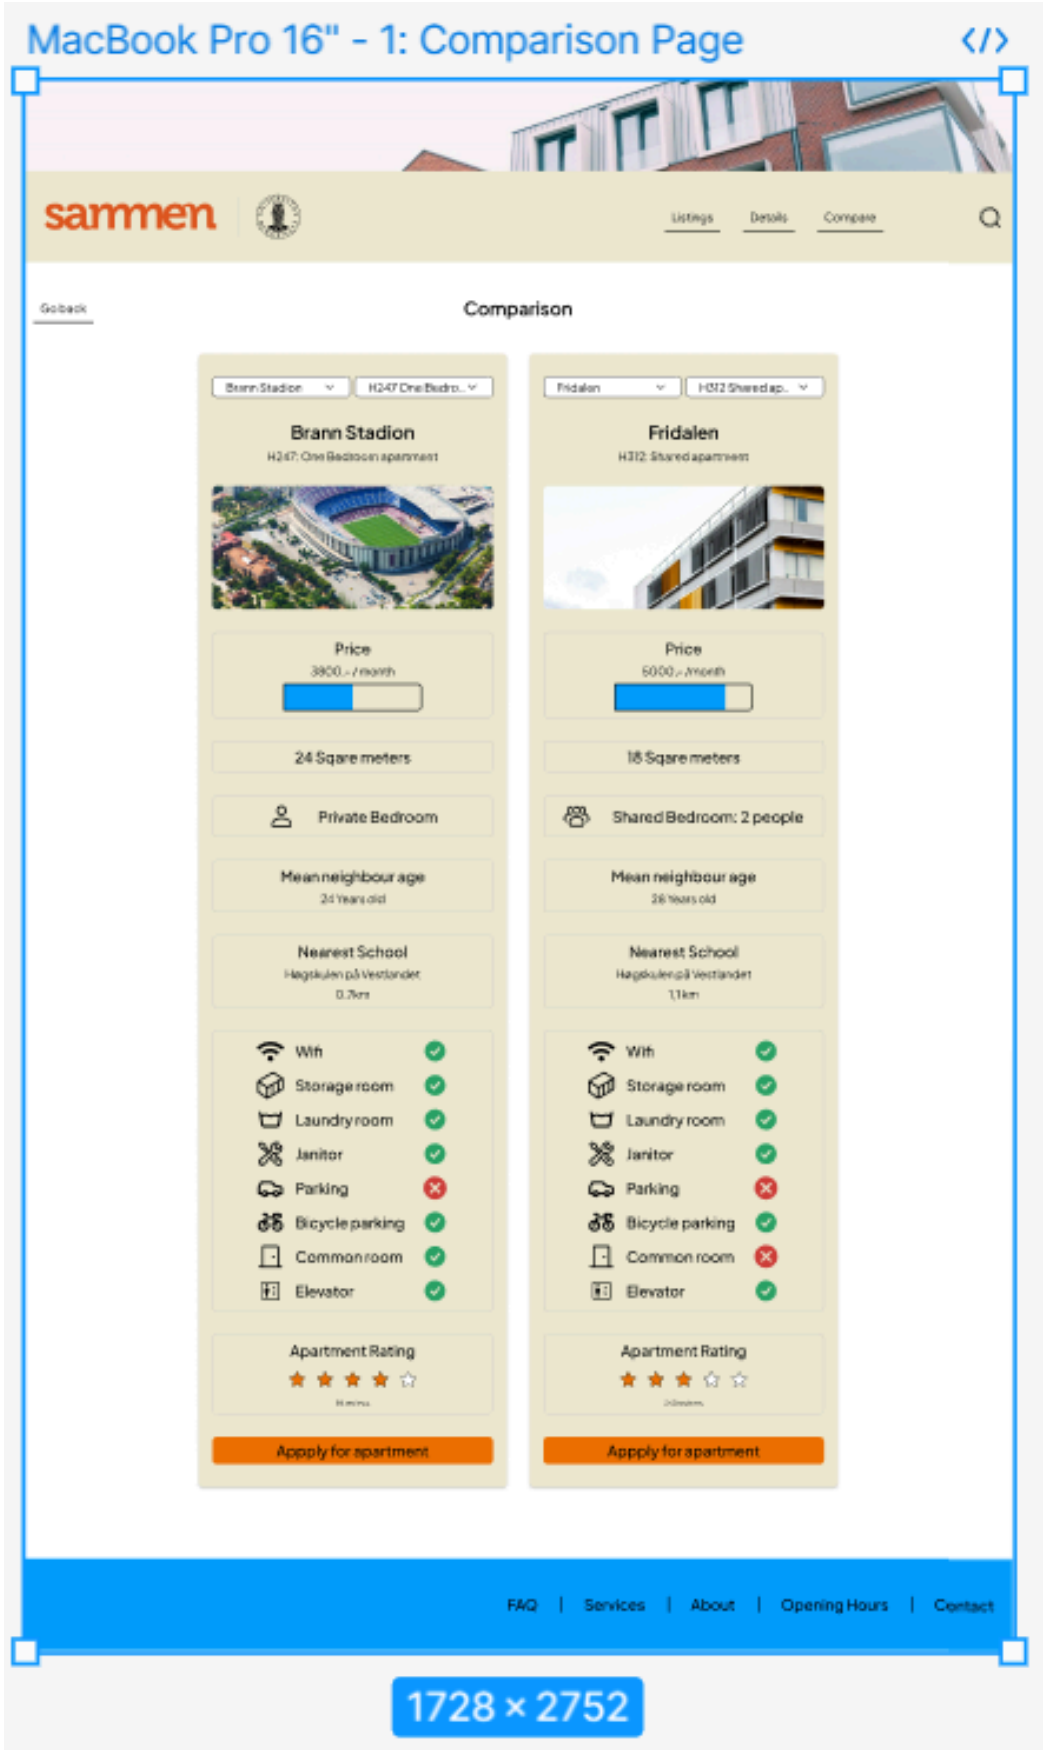 MacBook Pro 16" - 1: Comparison Page </>
sammen
Listings Details Compare
Go back
Comparison
Brann Stadion H247 One Bedro...
Fridalen H312 Shared ap...
Brann Stadion
H247: One Bedroom apartment
Fridalen
H312: Shared apartment
Price
3800,- / month
Price
5000,- /month
24 Sqare meters
18 Sqare meters
Private Bedroom
Shared Bedroom: 2 people
Mean neighbour age
24 Years old
Mean neighbour age
28 Years old
Nearest School
Høgskulen på Vestlandet
0.7km
Nearest School
Høgskulen på Vestlandet
1,1km
Wifi
Storage room
Laundry room
Janitor
Parking
Bicycle parking
Common room
Elevator
Wifi
Storage room
Laundry room
Janitor
Parking
Bicycle parking
Common room
Elevator
Apartment Rating
Apartment Rating
Appply for apartment
Appply for apartment
FAQ | Services | About | Opening Hours | Contact
1728 × 2752